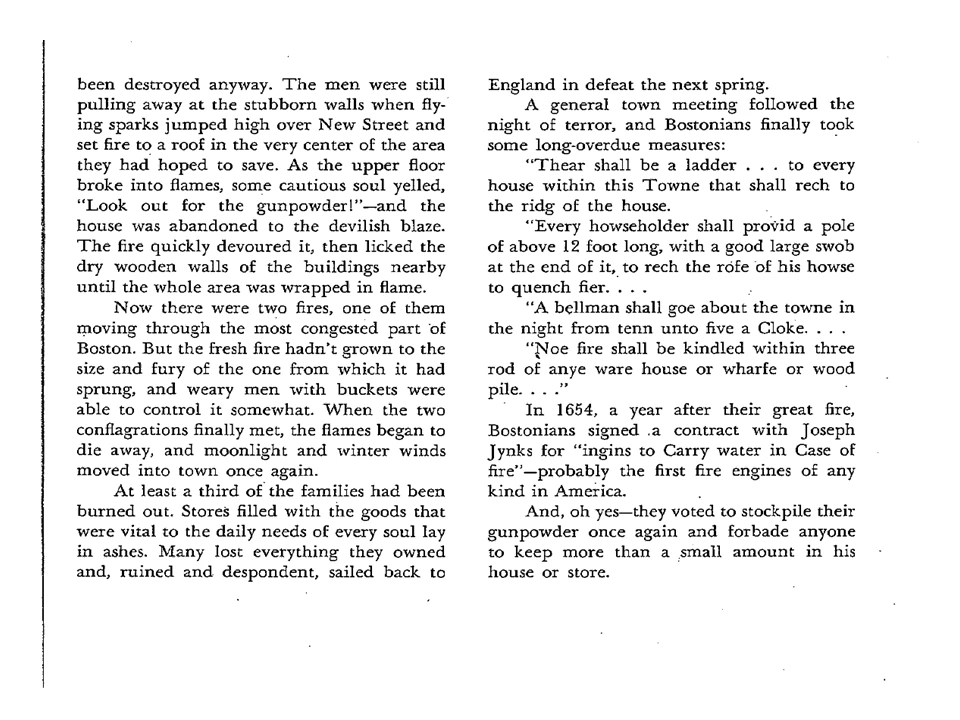 been destroyed anyway. The men were still
pulling away at the stubborn walls when fly-
ing sparks jumped high over New Street and
set fire to a roof in the very center of the area
they had hoped to save. As the upper floor
broke into flames, some cautious soul yelled,
"Look out for the gunpowder!"—and the
house was abandoned to the devilish blaze.
The fire quickly devoured it, then licked the
dry wooden walls of the buildings nearby
until the whole area was wrapped in flame.
Now there were two fires, one of them
moving through the most congested part of
Boston. But the fresh fire hadn't grown to the
size and fury of the one from which it had
sprung, and weary men with buckets were
able to control it somewhat. When the two
conflagrations finally met, the flames began to
die away, and moonlight and winter winds
moved into town once again.
At least a third of the families had been
burned out. Stores filled with the goods that
were vital to the daily needs of every soul lay
in ashes. Many lost everything they owned
and, ruined and despondent, sailed back to
England in defeat the next spring.
A general town meeting followed the
night of terror, and Bostonians finally took
some long-overdue measures:
"Thear shall be a ladder . . . to every
house within this Towne that shall rech to
the ridg of the house.
"Every howseholder shall provid a pole
of above 12 foot long, with a good large swob
at the end of it, to rech the rofe of his howse
to quench fier. . . .
"A bellman shall goe about the towne in
the night from tenn unto five a Cloke. . . .
"Noe fire shall be kindled within three
rod of anye ware house or wharfe or wood
pile. . . ."
In 1654, a year after their great fire,
Bostonians signed a contract with Joseph
Jynks for "ingins to Carry water in Case of
fire"—probably the first fire engines of any
kind in America.
And, oh yes—they voted to stockpile their
gunpowder once again and forbade anyone
to keep more than a small amount in his
house or store.